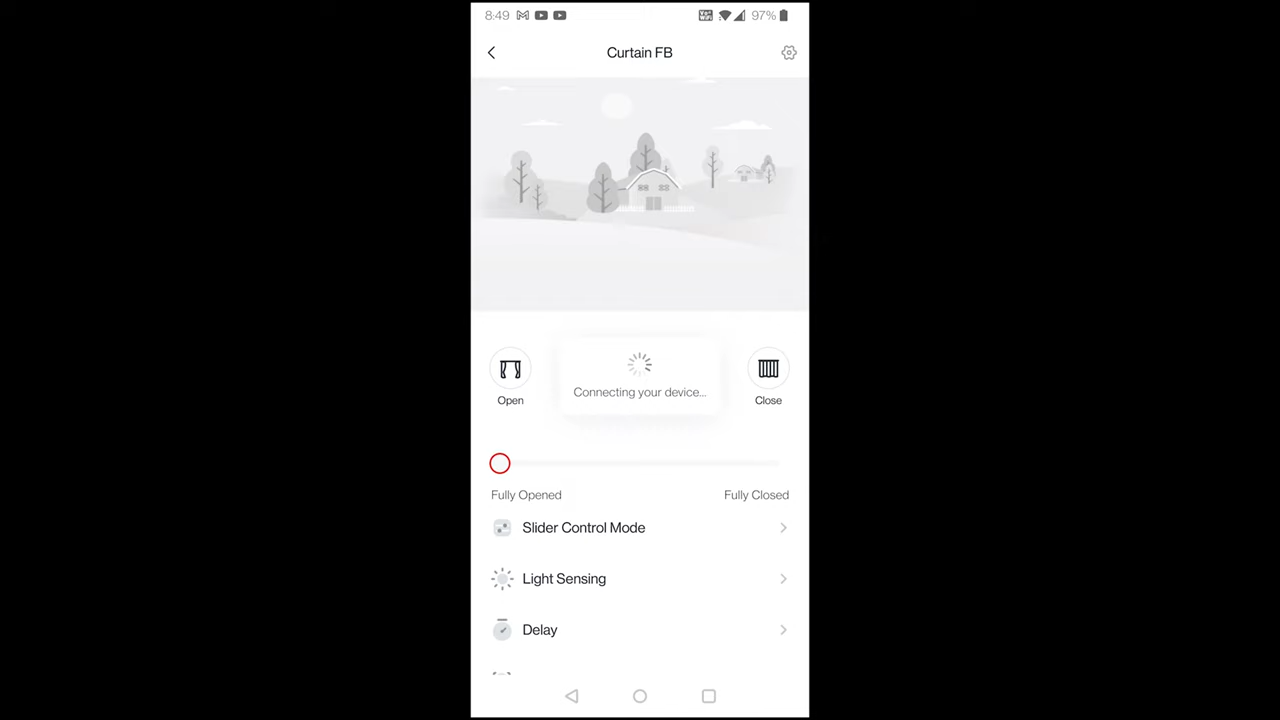 8:49 97%
Curtain FB
Connecting your device...
Open Close
Fully Opened Fully Closed
Slider Control Mode
Light Sensing
Delay